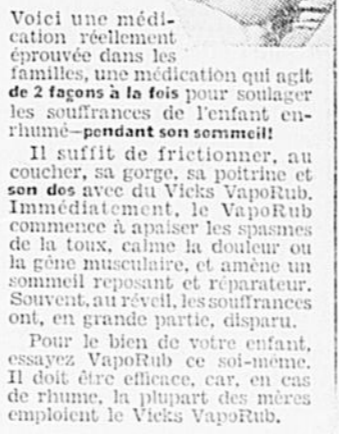 Voici une médi-
cation réellement
éprouvée dans les
familles, une médication qui agit
de 2 façons à la fois pour soulager
les souffrances de l'enfant en-
rhumé—pendant son sommeil!
Il suffit de frictionner, au
coucher, sa gorge, sa poitrine et
son dos avec du Vicks VapoRub.
Immédiatement, le VapoRub
commence à apaiser les spasmes
de la toux, calme la douleur ou
la gêne musculaire, et amène un
sommeil reposant et réparateur.
Souvent, au réveil, les souffrances
ont, en grande partie, disparu.
Pour le bien de votre enfant,
essayez VapoRub ce soi-même.
Il doit être efficace, car, en cas
de rhume, la plupart des mères
emploient le Vicks VapoRub.